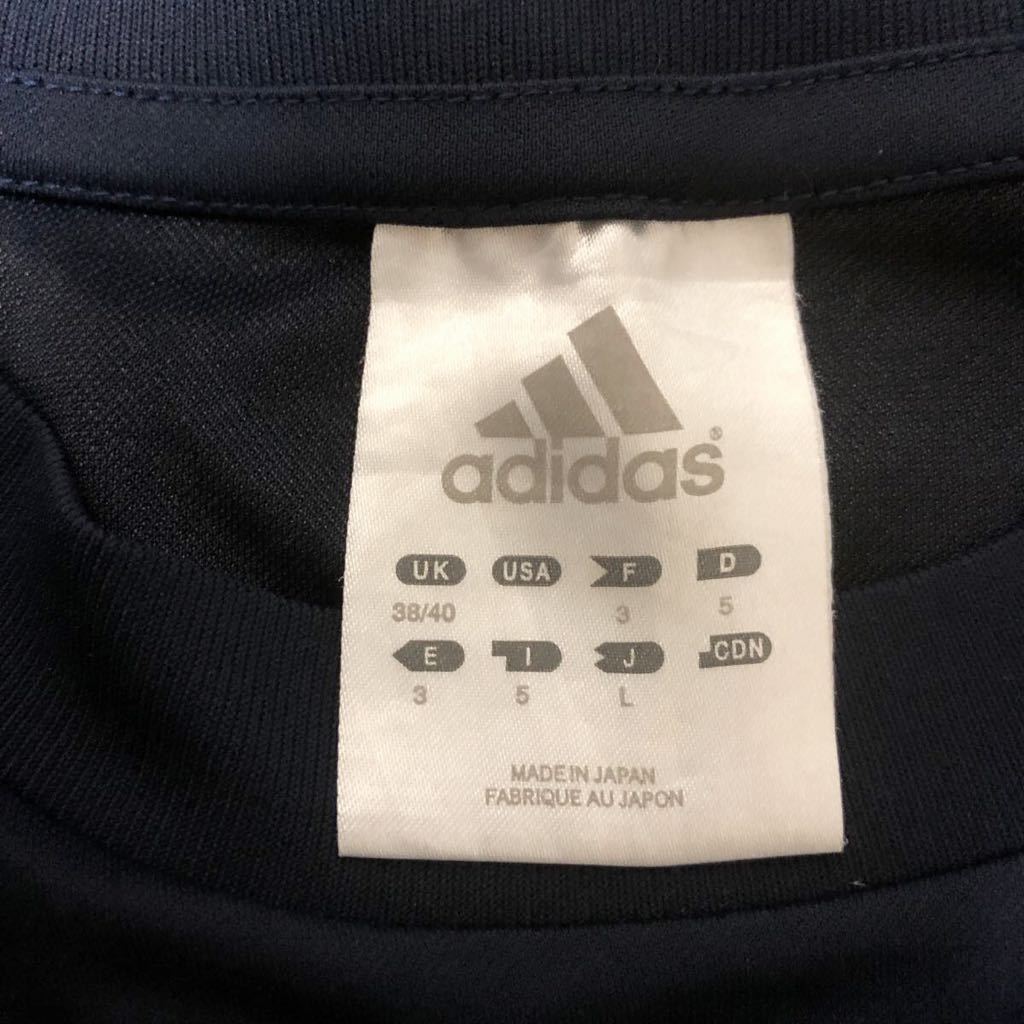 adidas®
UK USA F D
38/40 3 5
E I J CDN
3 5 L
MADE IN JAPAN
FABRIQUE AU JAPON